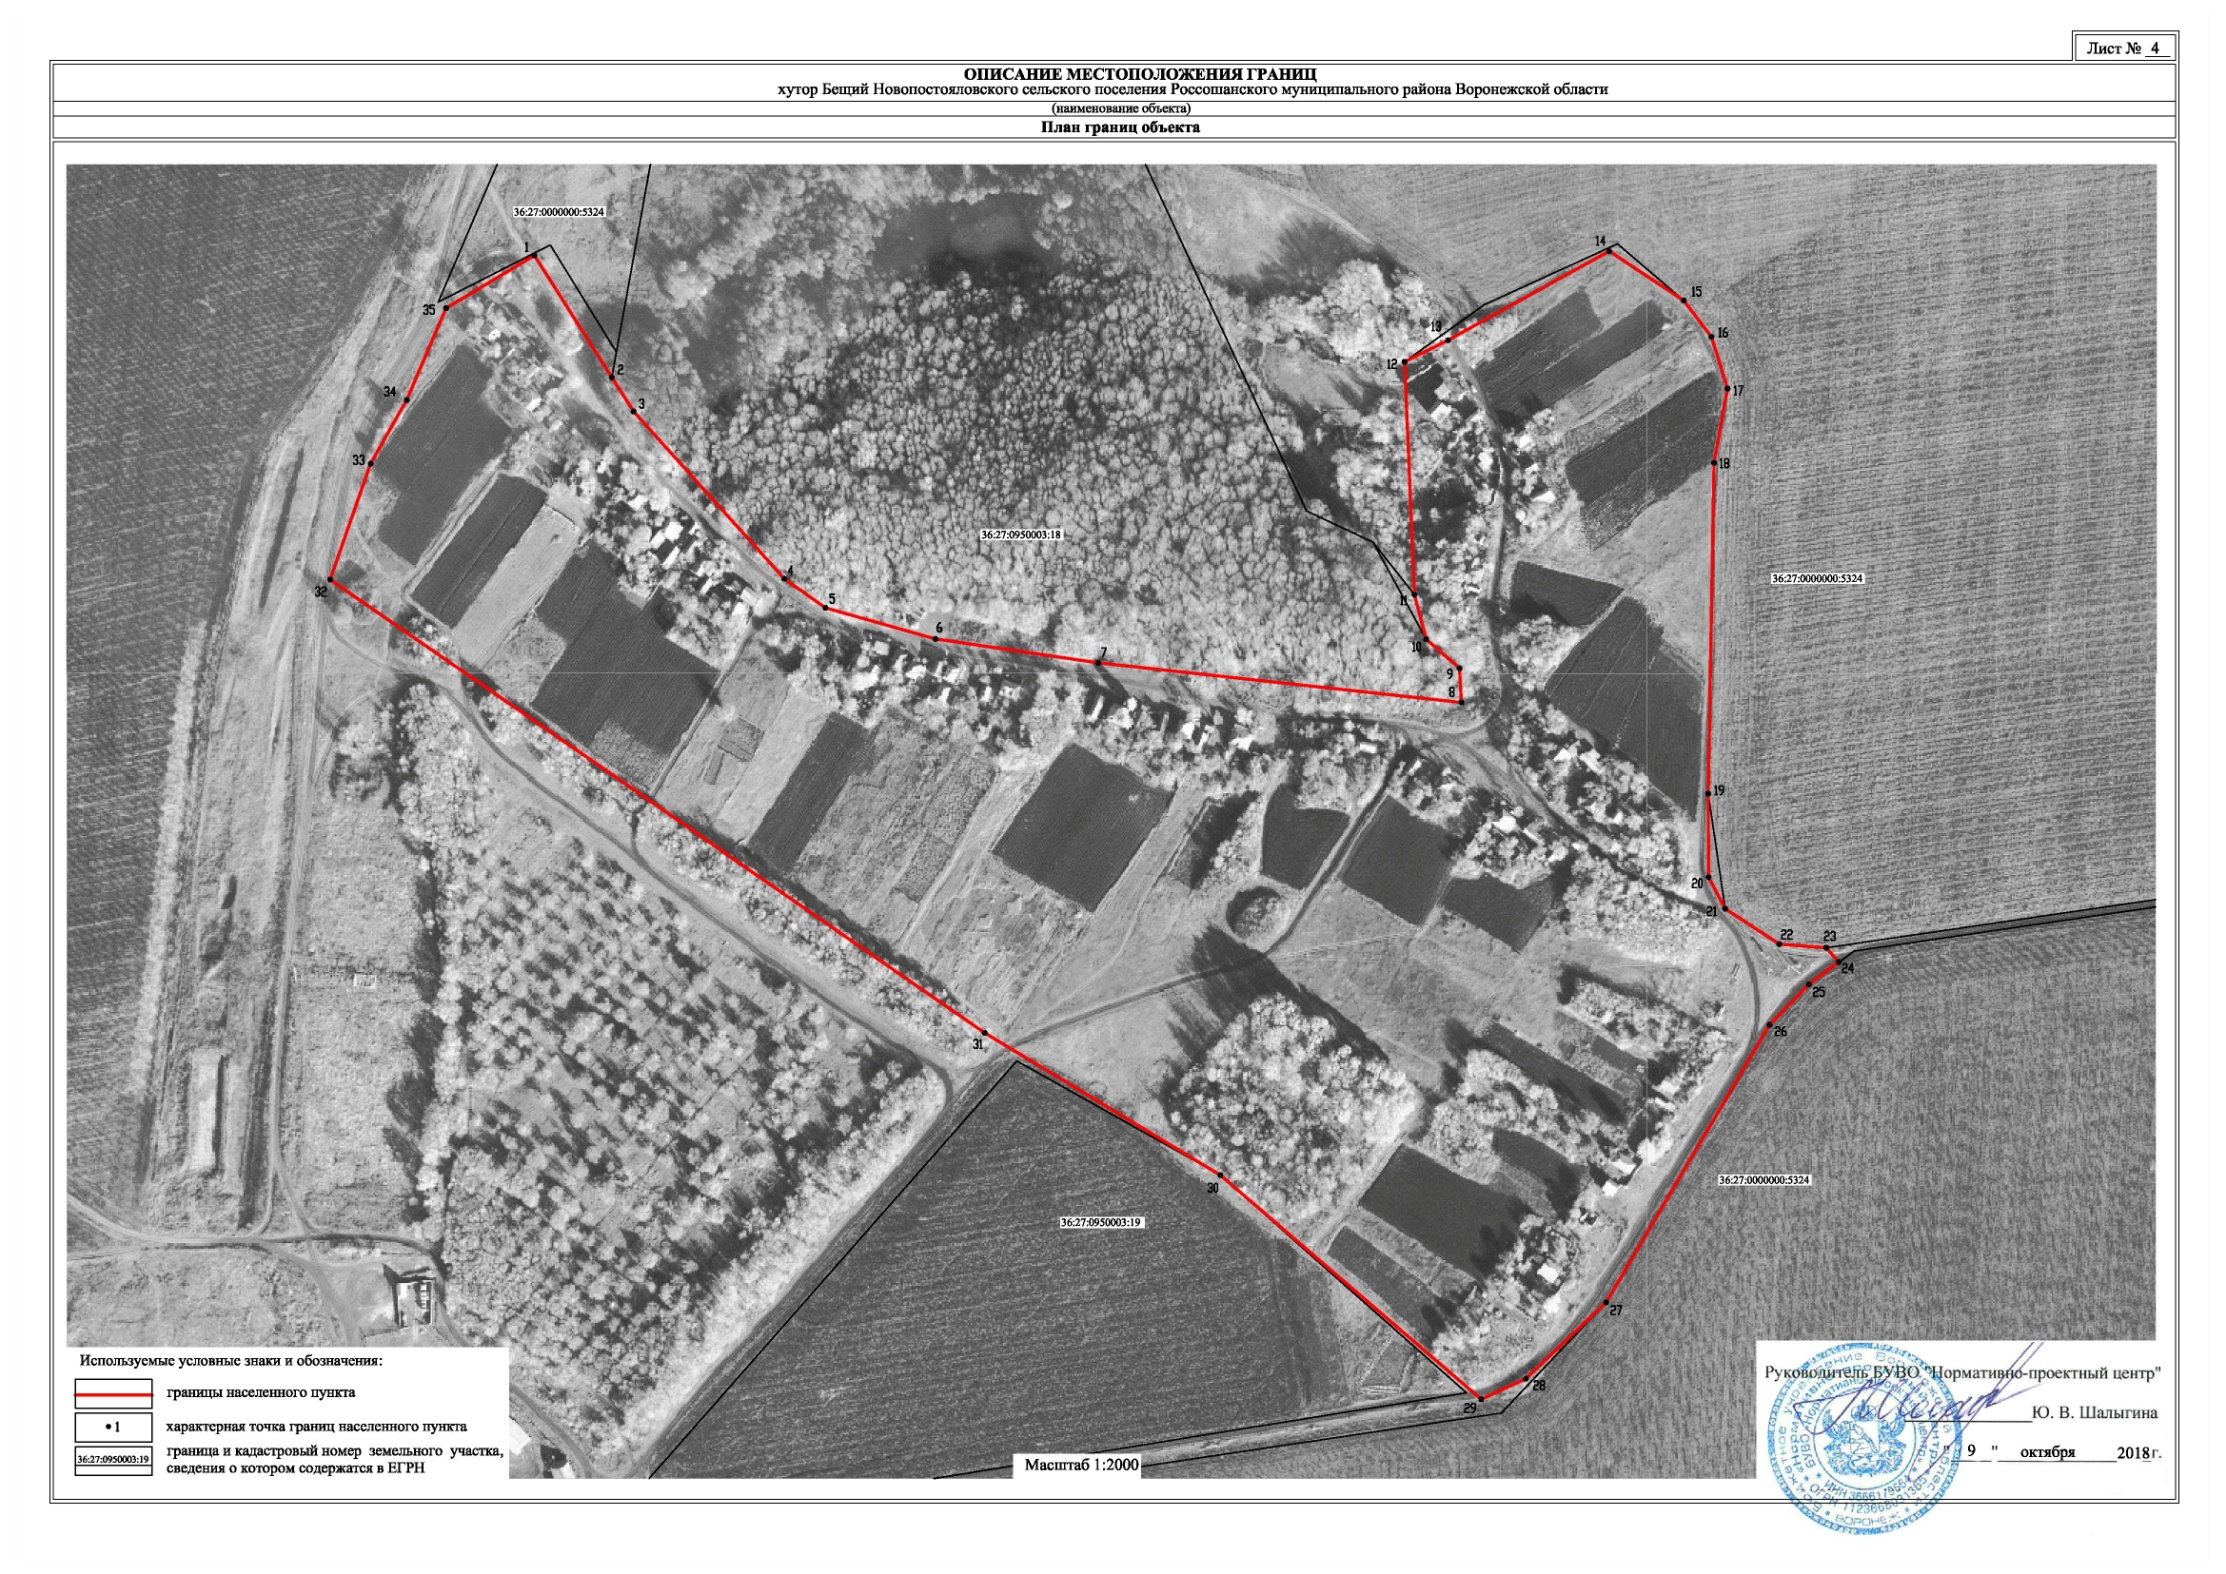 Лист № 4
ОПИСАНИЕ МЕСТОПОЛОЖЕНИЯ ГРАНИЦ
хутор Бещий Новопостояловского сельского поселения Россошанского муниципального района Воронежской области
(наименование объекта)
План границ объекта
36:27:0000000:5324
1
14
35
15
13
16
12
2
34
17
3
33
18
36:27:0950003:18
4
36:27:0000000:5324
32
5
11
6
10
7
9
8
19
20
21
22
23
24
25
26
31
30
36:27:0000000:5324
36:27:0950003:19
27
28
29
Используемые условные знаки и обозначения:
границы населенного пункта
1 характерная точка границ населенного пункта
36:27:0950003:19 граница и кадастровый номер земельного участка,
сведения о котором содержатся в ЕГРН
Масштаб 1:2000
Руководитель БУВО "Нормативно-проектный центр"
Ю. В. Шалыгина
" 9 " октября 2018 г.